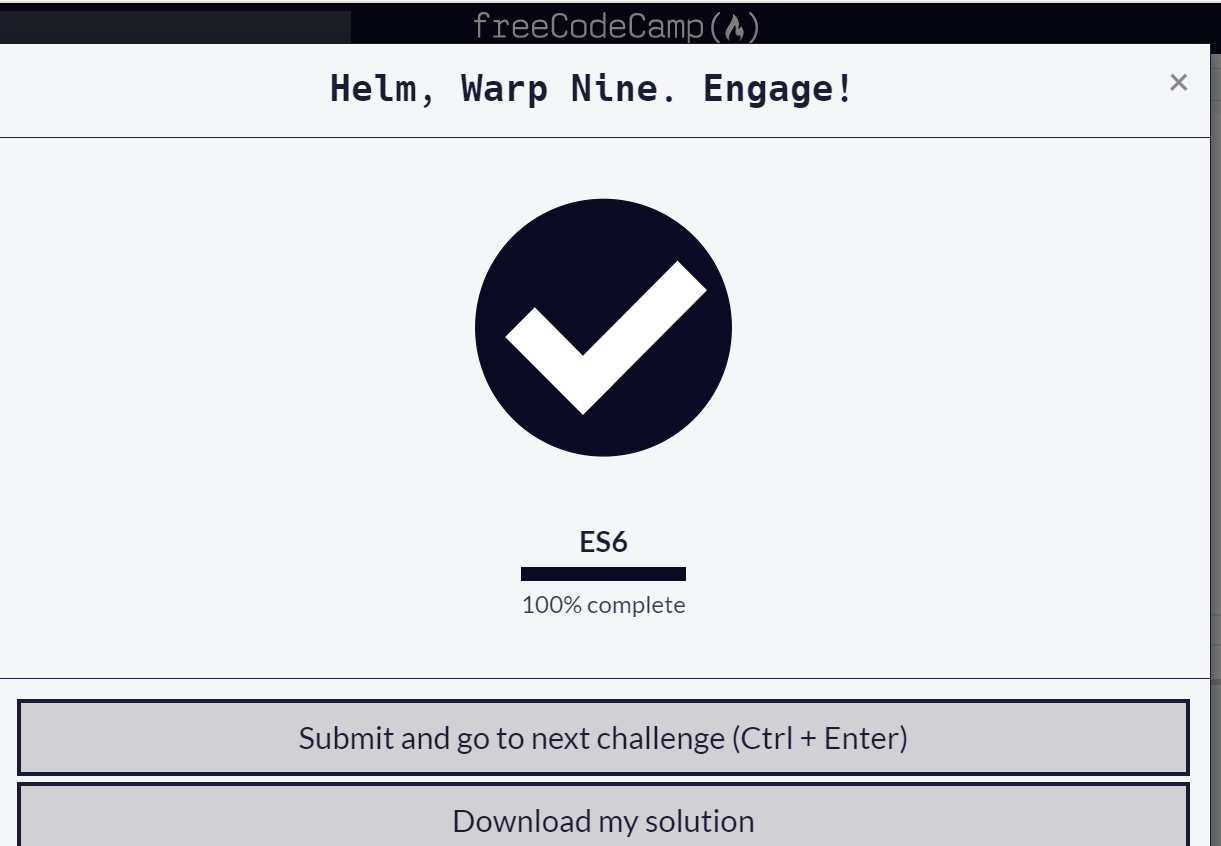 freeCodeCamp
Helm, Warp Nine. Engage!
×
ES6
100% complete
Submit and go to next challenge (Ctrl + Enter)
Download my solution